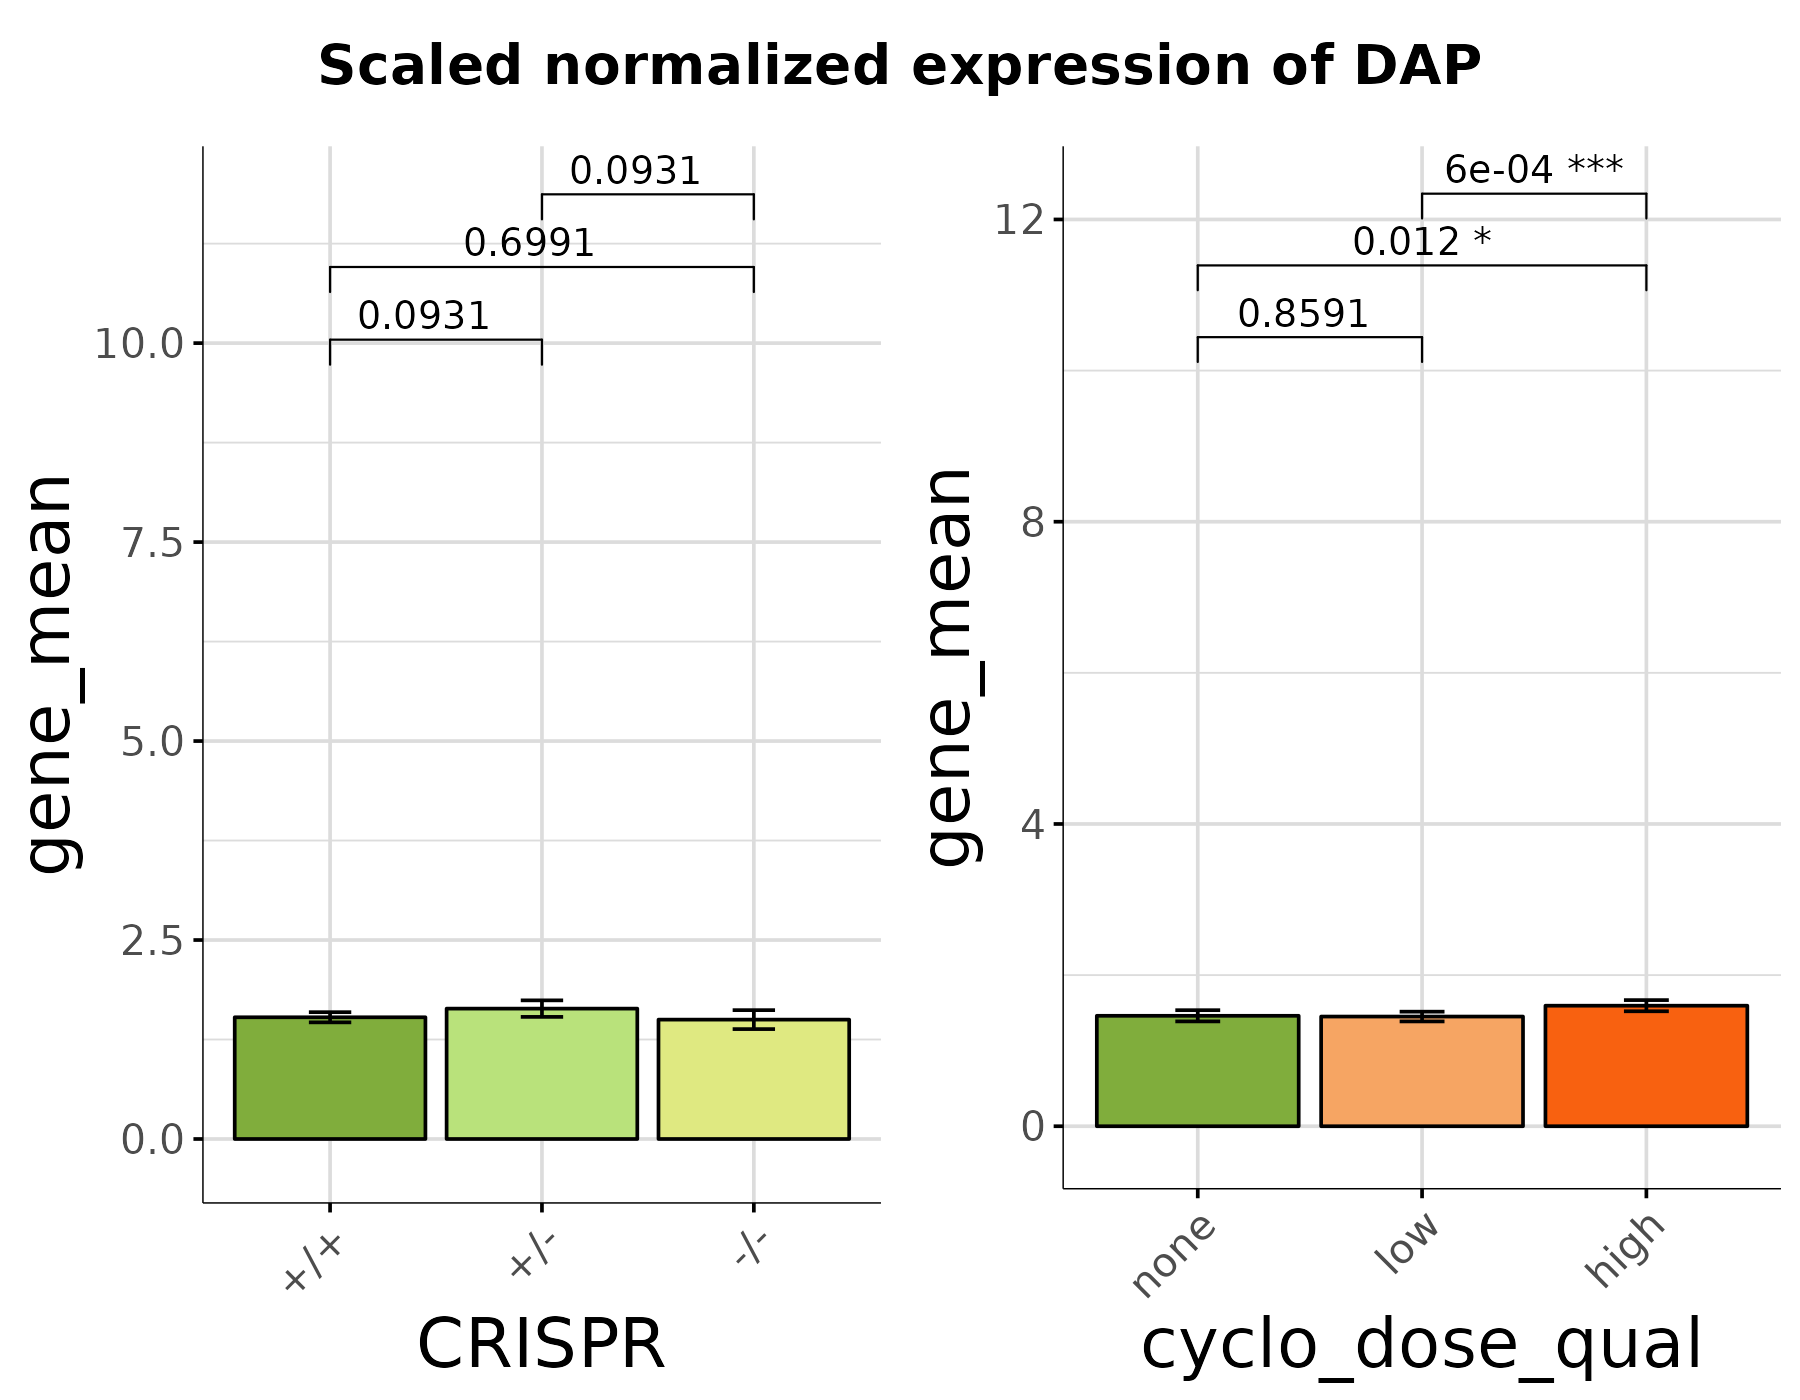 Scaled normalized expression of DAP
0.0931
0.6991
0.0931
10.0
7.5
5.0
2.5
0.0
gene_mean
+/+
+/-
-/-
CRISPR
6e-04 ***
0.012 *
0.8591
12
8
4
0
gene_mean
none
low
high
cyclo_dose_qual